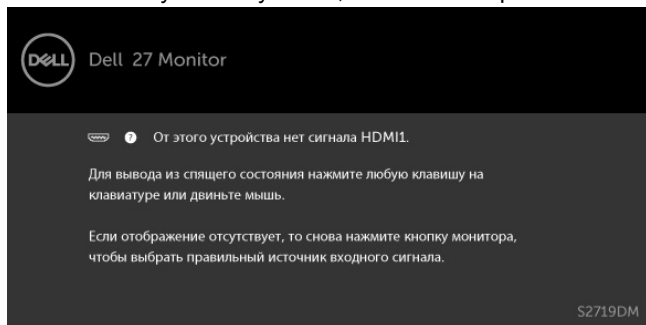 DELL
Dell 27 Monitor
? От этого устройства нет сигнала HDMI1.
Для вывода из спящего состояния нажмите любую клавишу на
клавиатуре или двиньте мышь.
Если отображение отсутствует, то снова нажмите кнопку монитора,
чтобы выбрать правильный источник входного сигнала.
S2719DM